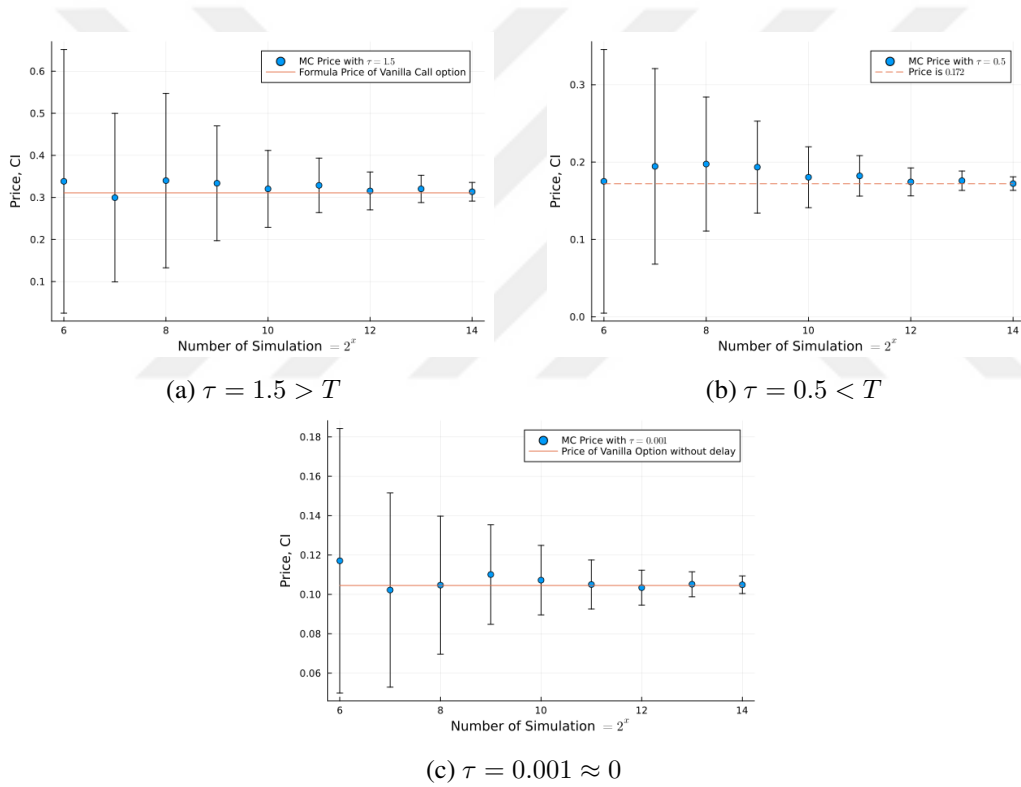 MC Price with τ = 1.5
Formula Price of Vanilla Call option
Price, CI
0.6
0.5
0.4
0.3
0.2
0.1
6
8
10
12
14
Number of Simulation = 2^x
(a) τ = 1.5 > T
MC Price with τ = 0.5
Price is 0.172
Price, CI
0.3
0.2
0.1
0.0
6
8
10
12
14
Number of Simulation = 2^x
(b) τ = 0.5 < T
MC Price with τ = 0.001
Price of Vanilla Option without delay
Price, CI
0.18
0.16
0.14
0.12
0.10
0.08
0.06
6
8
10
12
14
Number of Simulation = 2^x
(c) τ = 0.001 ≈ 0